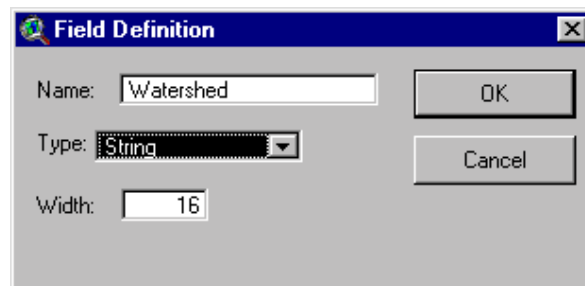 Field Definition
Name: Watershed
OK
Type: String
Cancel
Width: 16